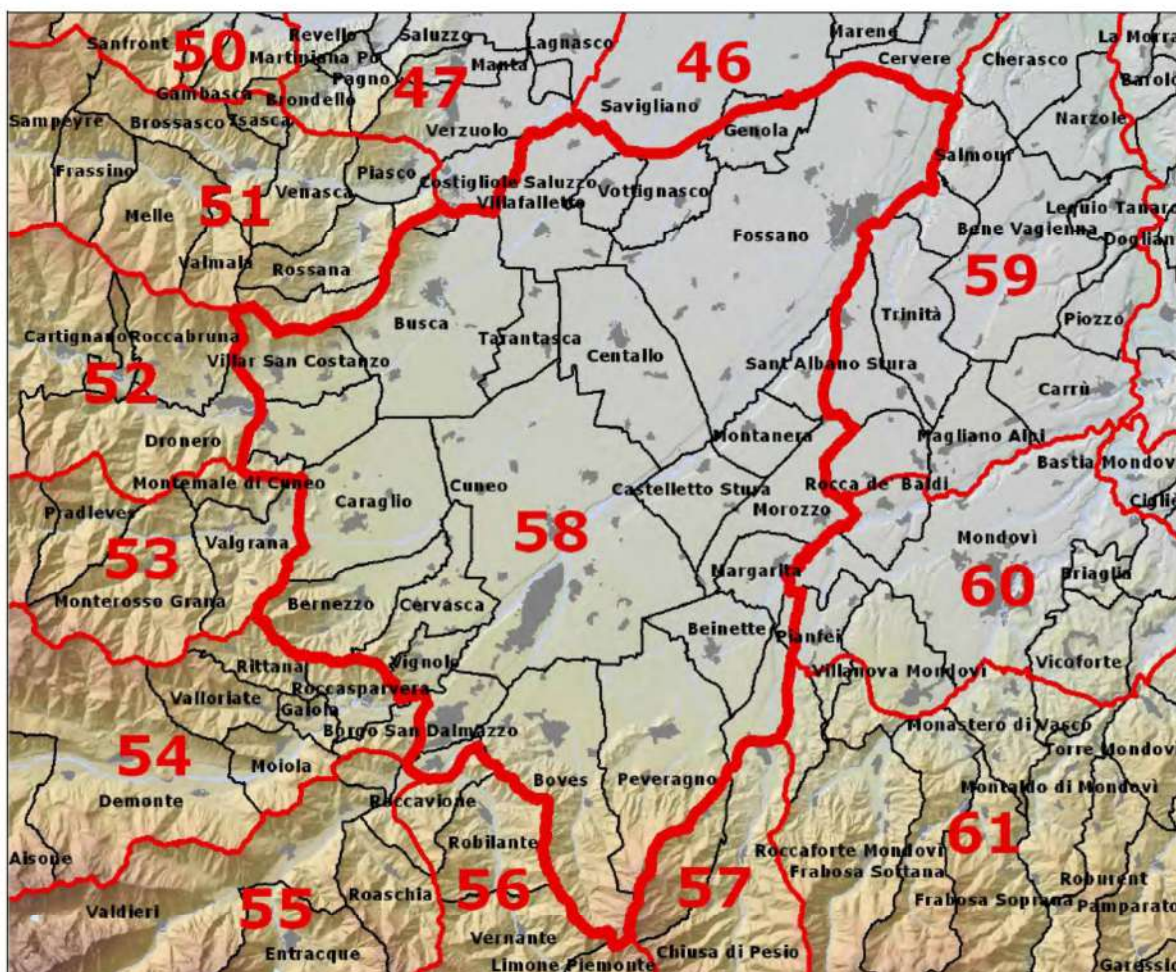 Sanfront
50
Revello
Saluzzo
Lagnasco
46
Marene
La Morra
Martiniana Po
Manta
Cervere
Cherasco
Pagno
47
Barolo
Gambasca
Brondello
Savigliano
Sampeyre
Brossasco
Isasca
Verzuolo
Genola
Narzole
Salmour
Frassino
Venasca
Piasco
Costigliole Saluzzo
Vottignasco
51
Villafalletto
Melle
Lequio Tanaro
Bene Vagienna
Fossano
Doglian
Valmala
Rossana
59
Busca
Trinità
Piozzo
Cartignano
Roccabruna
Tarantasca
Centallo
Villar San Costanzo
Sant'Albano Stura
52
Carrù
Dronero
Montanera
Magliano Alpi
Bastia Mondovì
Montemale di Cuneo
Cuneo
Castelletto Stura
Rocca de' Baldi
Ciglié
Pradleves
Caraglio
Morozzo
58
Valgrana
Mondovì
53
Margarita
60
Briaglia
Monterosso Grana
Bernezzo
Cervasca
Beinette
Pianfei
Rittana
Vignolo
Vicoforte
Villanova Mondovì
Valloriate
Roccasparvera
Gaiola
Borgo San Dalmazzo
Monastero di Vasco
54
Moiola
Torre Mondovì
Boves
Peveragno
Demonte
Roccavione
Montaldo di Mondovì
Robilante
61
Aisone
Roccaforte Mondovì
Frabosa Sottana
Roaschia
56
57
Roburent
Valdieri
55
Frabosa Soprana
Pamparato
Vernante
Entracque
Chiusa di Pesio
Limone Piemonte
Garessio